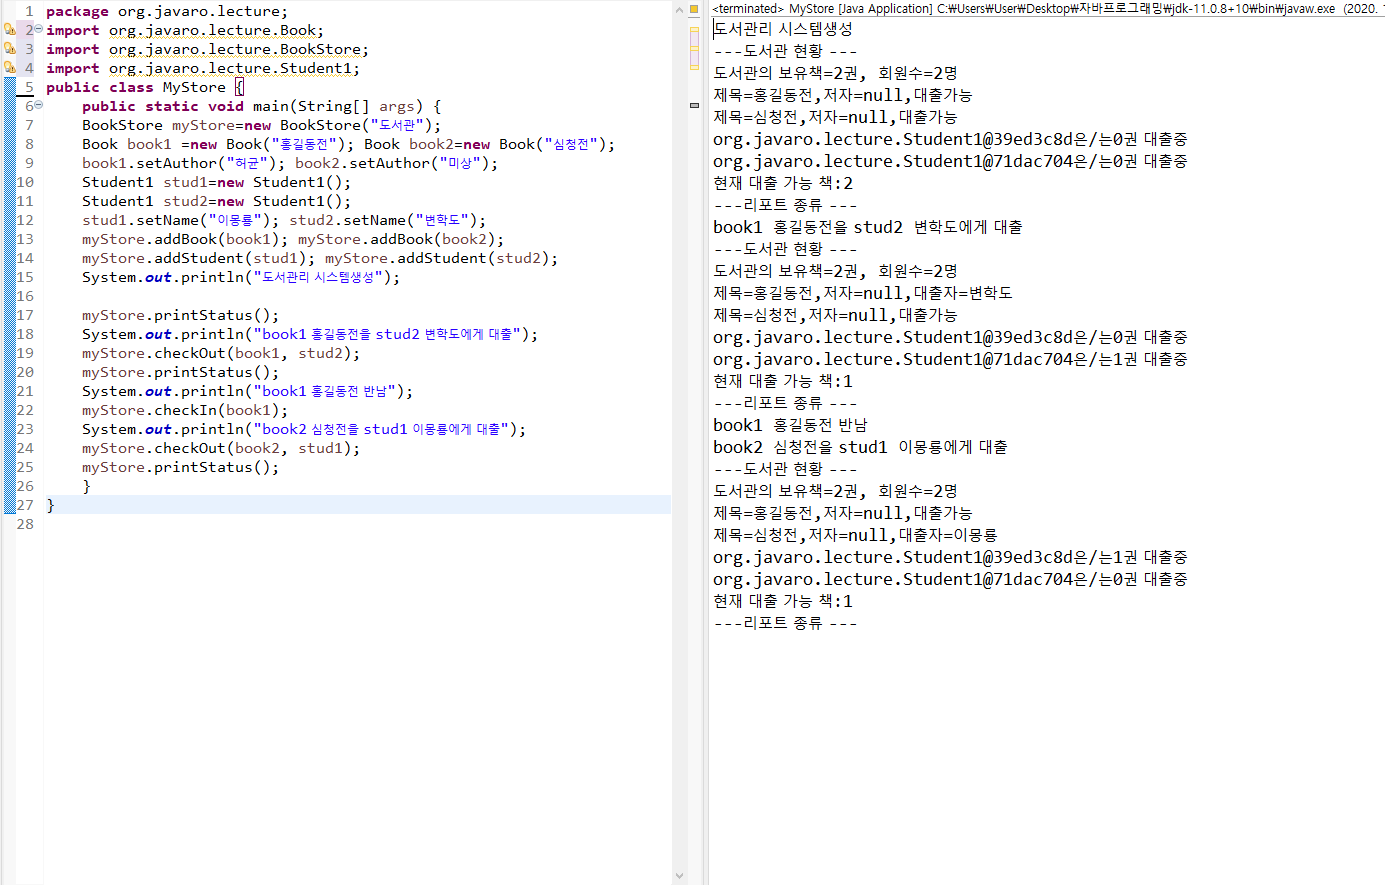 1 package org.javaro.lecture;
2 import org.javaro.lecture.Book;
3 import org.javaro.lecture.BookStore;
4 import org.javaro.lecture.Student1;
5 public class MyStore {
6 public static void main(String[] args) {
7 BookStore myStore=new BookStore("도서관");
8 Book book1 =new Book("홍길동전"); Book book2=new Book("심청전");
9 book1.setAuthor("허균"); book2.setAuthor("미상");
10 Student1 stud1=new Student1();
11 Student1 stud2=new Student1();
12 stud1.setName("이몽룡"); stud2.setName("변학도");
13 myStore.addBook(book1); myStore.addBook(book2);
14 myStore.addStudent(stud1); myStore.addStudent(stud2);
15 System.out.println("도서관리 시스템생성");
16
17 myStore.printStatus();
18 System.out.println("book1 홍길동전을 stud2 변학도에게 대출");
19 myStore.checkOut(book1, stud2);
20 myStore.printStatus();
21 System.out.println("book1 홍길동전 반남");
22 myStore.checkIn(book1);
23 System.out.println("book2 심청전을 stud1 이몽룡에게 대출");
24 myStore.checkOut(book2, stud1);
25 myStore.printStatus();
26 }
27 }
28
<terminated> MyStore [Java Application] C:₩Users₩User₩Desktop₩자바프로그래밍₩jdk-11.0.8+10₩bin₩javaw.exe (2020.
도서관리 시스템생성
---도서관 현황 ---
도서관의 보유책=2권, 회원수=2명
제목=홍길동전,저자=null,대출가능
제목=심청전,저자=null,대출가능
org.javaro.lecture.Student1@39ed3c8d은/는0권 대출중
org.javaro.lecture.Student1@71dac704은/는0권 대출중
현재 대출 가능 책:2
---리포트 종류 ---
book1 홍길동전을 stud2 변학도에게 대출
---도서관 현황 ---
도서관의 보유책=2권, 회원수=2명
제목=홍길동전,저자=null,대출자=변학도
제목=심청전,저자=null,대출가능
org.javaro.lecture.Student1@39ed3c8d은/는0권 대출중
org.javaro.lecture.Student1@71dac704은/는1권 대출중
현재 대출 가능 책:1
---리포트 종류 ---
book1 홍길동전 반남
book2 심청전을 stud1 이몽룡에게 대출
---도서관 현황 ---
도서관의 보유책=2권, 회원수=2명
제목=홍길동전,저자=null,대출가능
제목=심청전,저자=null,대출자=이몽룡
org.javaro.lecture.Student1@39ed3c8d은/는1권 대출중
org.javaro.lecture.Student1@71dac704은/는0권 대출중
현재 대출 가능 책:1
---리포트 종류 ---